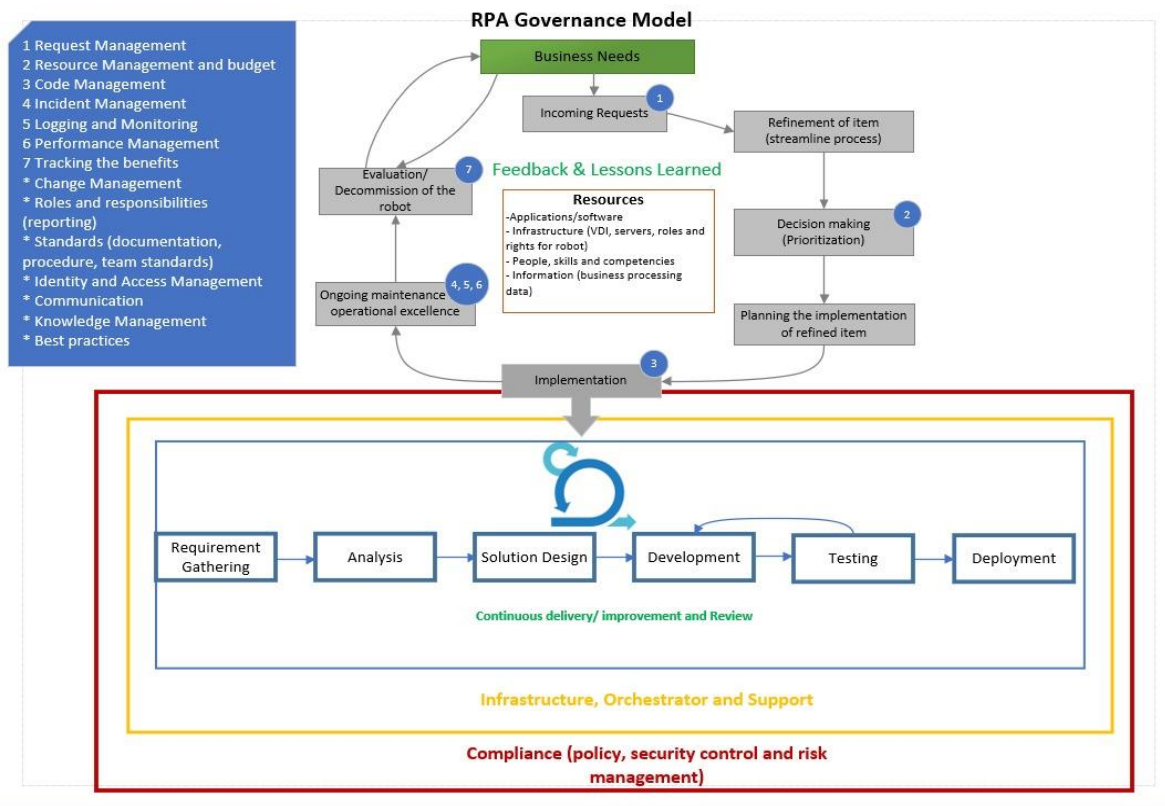 RPA Governance Model
1 Request Management
2 Resource Management and budget
3 Code Management
4 Incident Management
5 Logging and Monitoring
6 Performance Management
7 Tracking the benefits
* Change Management
* Roles and responsibilities
(reporting)
* Standards (documentation,
procedure, team standards)
* Identity and Access Management
* Communication
* Knowledge Management
* Best practices
Business Needs
Incoming Requests
1
Refinement of item
(streamline process)
Decision making
(Prioritization)
2
Planning the implementation
of refined item
Implementation
3
Ongoing maintenance
operational excellence
4, 5, 6
Evaluation/
Decommission of the
robot
7
Feedback & Lessons Learned
Resources
-Applications/software
- Infrastructure (VDI, servers, roles and
rights for robot)
- People, skills and competencies
- Information (business processing
data)
Requirement
Gathering
Analysis
Solution Design
Development
Testing
Deployment
Continuous delivery/ improvement and Review
Infrastructure, Orchestrator and Support
Compliance (policy, security control and risk
management)